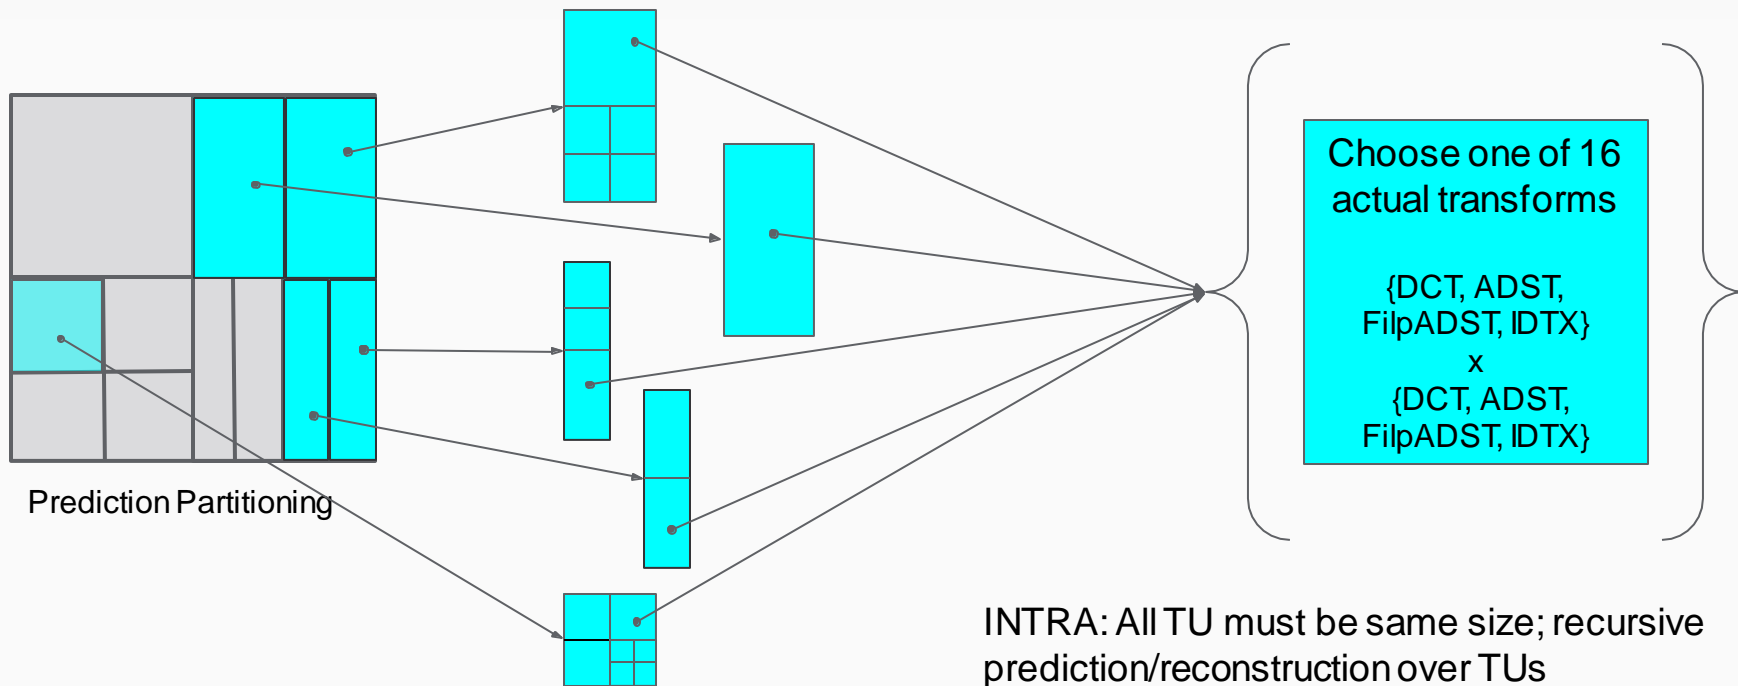 Choose one of 16
actual transforms
{DCT, ADST,
FilpADST, IDTX}
x
{DCT, ADST,
FilpADST, IDTX}
Prediction Partitioning
INTRA: All TU must be same size; recursive
prediction/reconstruction over TUs